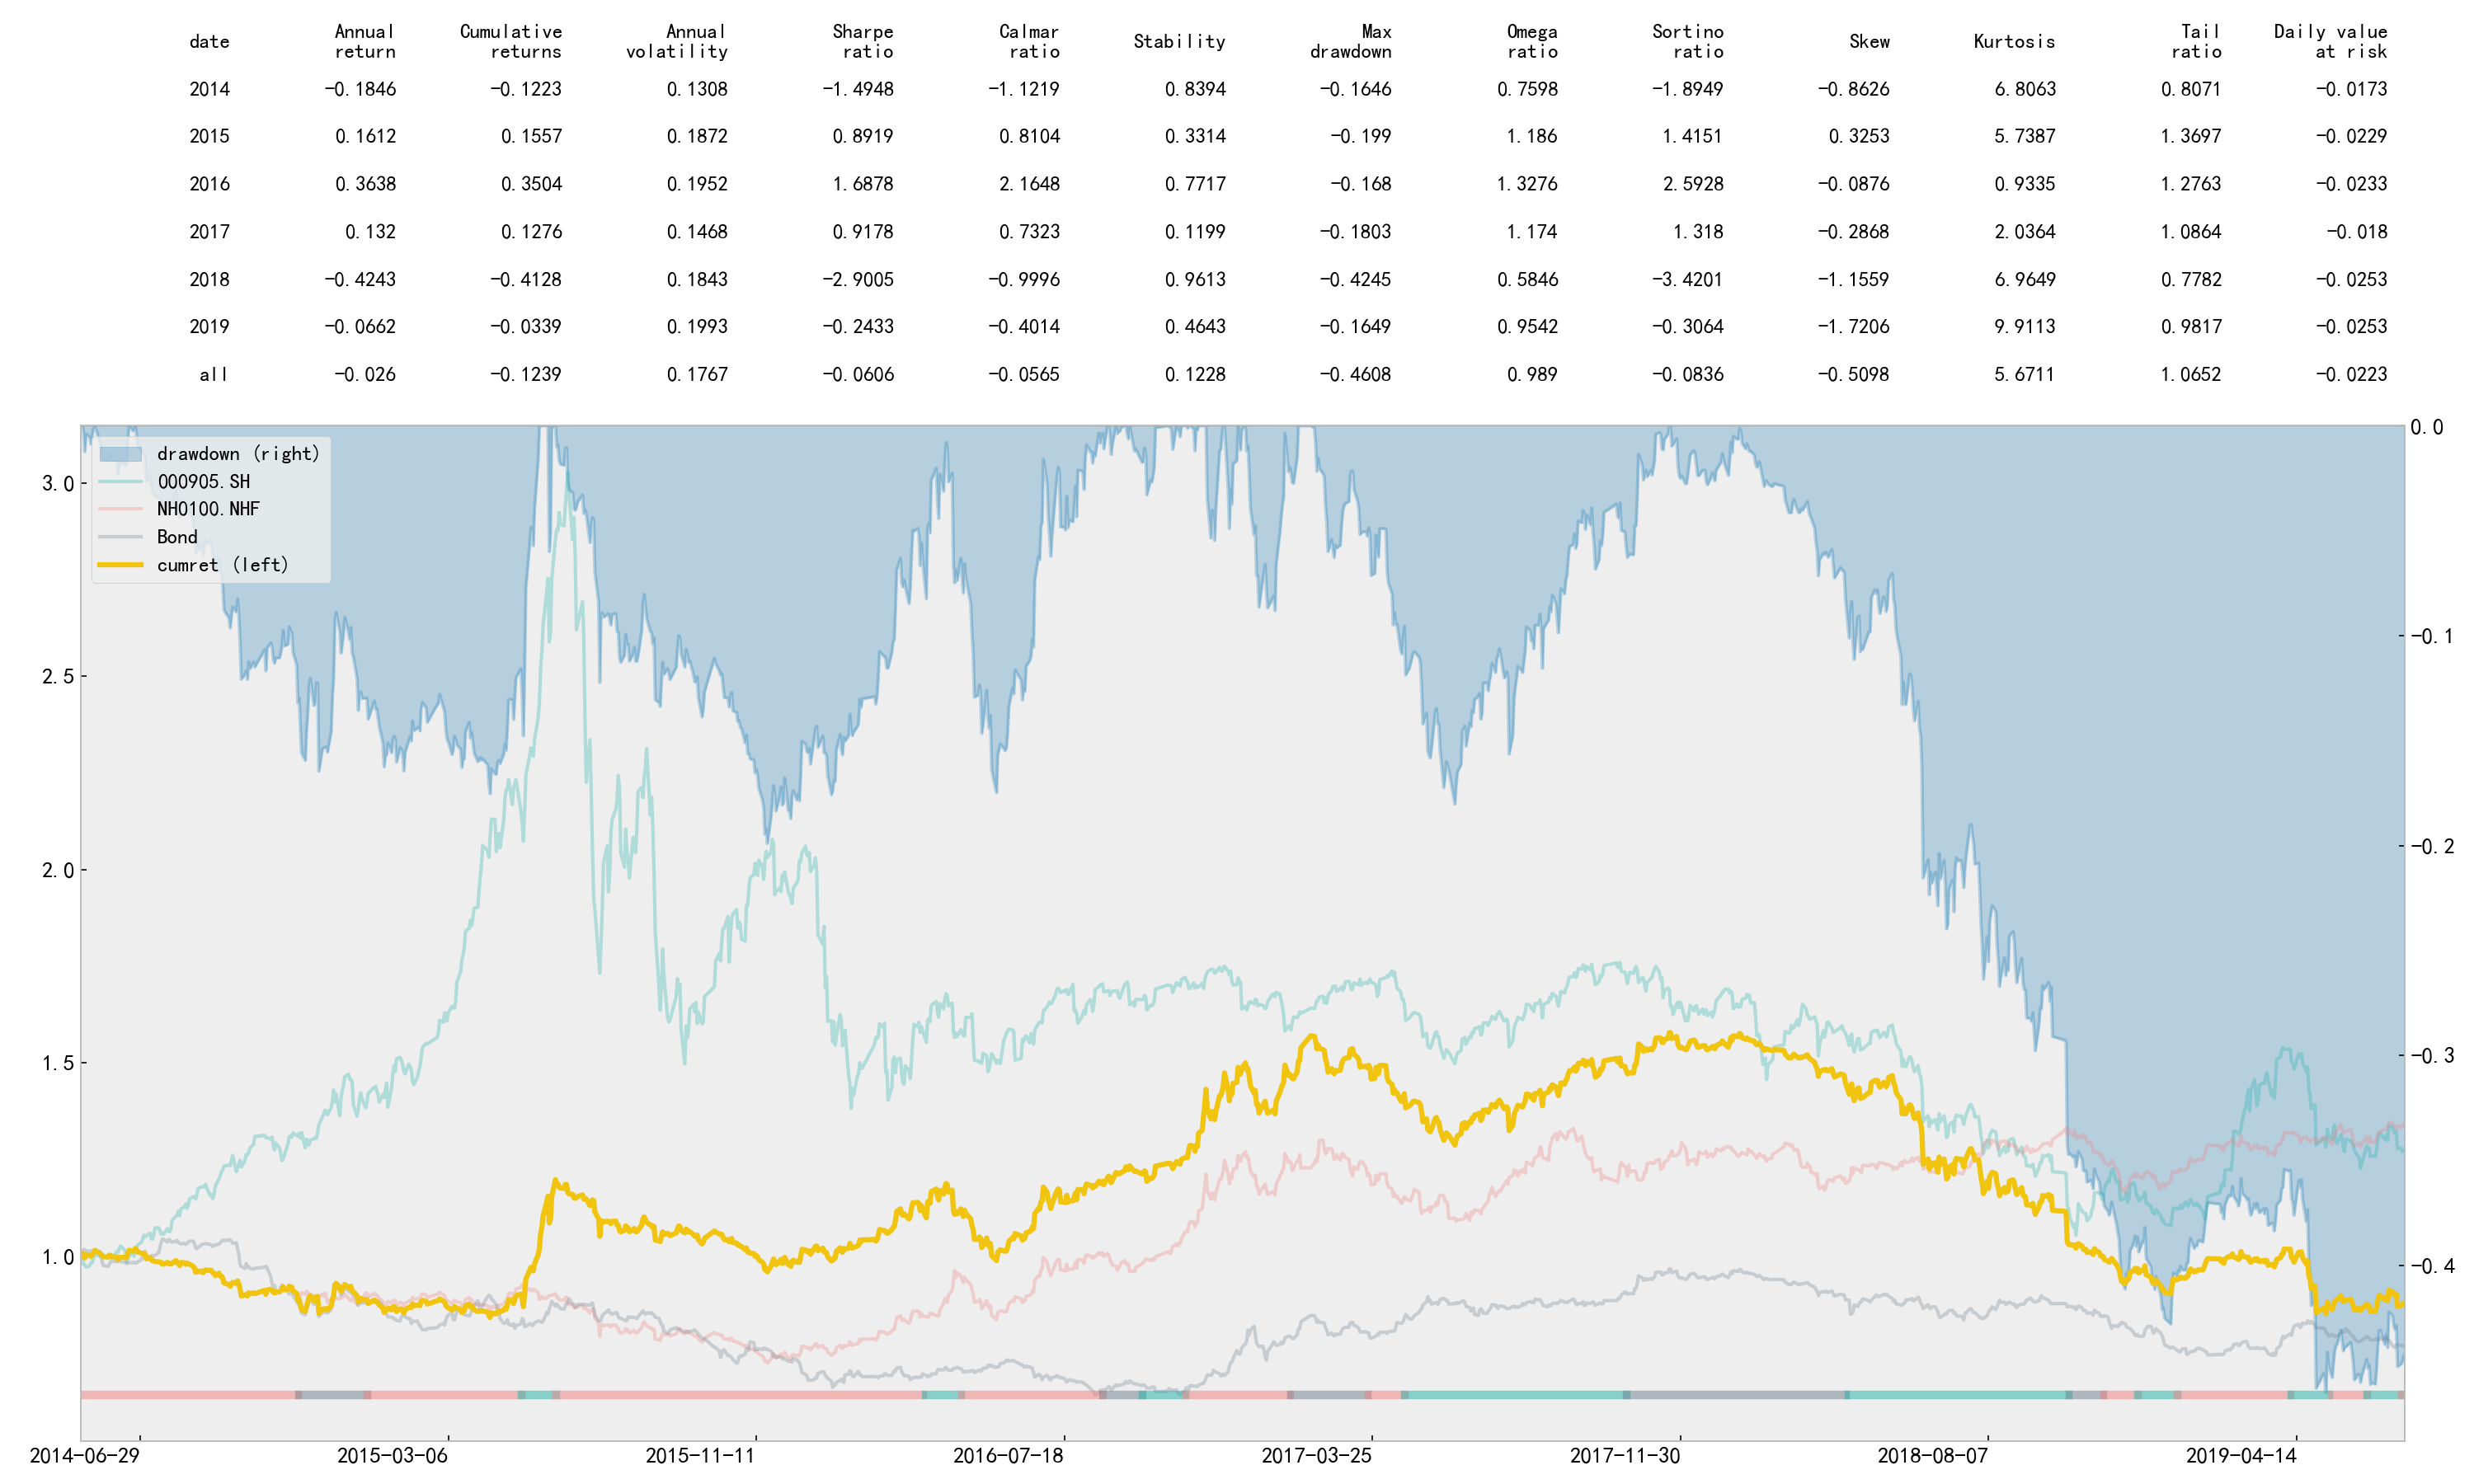 date Annual return Cumulative returns Annual volatility Sharpe ratio Calmar ratio Stability Max drawdown Omega ratio Sortino ratio Skew Kurtosis Tail ratio Daily value at risk
2014 -0.1846 -0.1223 0.1308 -1.4948 -1.1219 0.8394 -0.1646 0.7598 -1.8949 -0.8626 6.8063 0.8071 -0.0173
2015 0.1612 0.1557 0.1872 0.8919 0.8104 0.3314 -0.199 1.186 1.4151 0.3253 5.7387 1.3697 -0.0229
2016 0.3638 0.3504 0.1952 1.6878 2.1648 0.7717 -0.168 1.3276 2.5928 -0.0876 0.9335 1.2763 -0.0233
2017 0.132 0.1276 0.1468 0.9178 0.7323 0.1199 -0.1803 1.174 1.318 -0.2868 2.0364 1.0864 -0.018
2018 -0.4243 -0.4128 0.1843 -2.9005 -0.9996 0.9613 -0.4245 0.5846 -3.4201 -1.1559 6.9649 0.7782 -0.0253
2019 -0.0662 -0.0339 0.1993 -0.2433 -0.4014 0.4643 -0.1649 0.9542 -0.3064 -1.7206 9.9113 0.9817 -0.0253
all -0.026 -0.1239 0.1767 -0.0606 -0.0565 0.1228 -0.4608 0.989 -0.0836 -0.5098 5.6711 1.0652 -0.0223
drawdown (right)
000905.SH
NH0100.NHF
Bond
cumret (left)
3.0
2.5
2.0
1.5
1.0
0.0
-0.1
-0.2
-0.3
-0.4
2014-06-29 2015-03-06 2015-11-11 2016-07-18 2017-03-25 2017-11-30 2018-08-07 2019-04-14